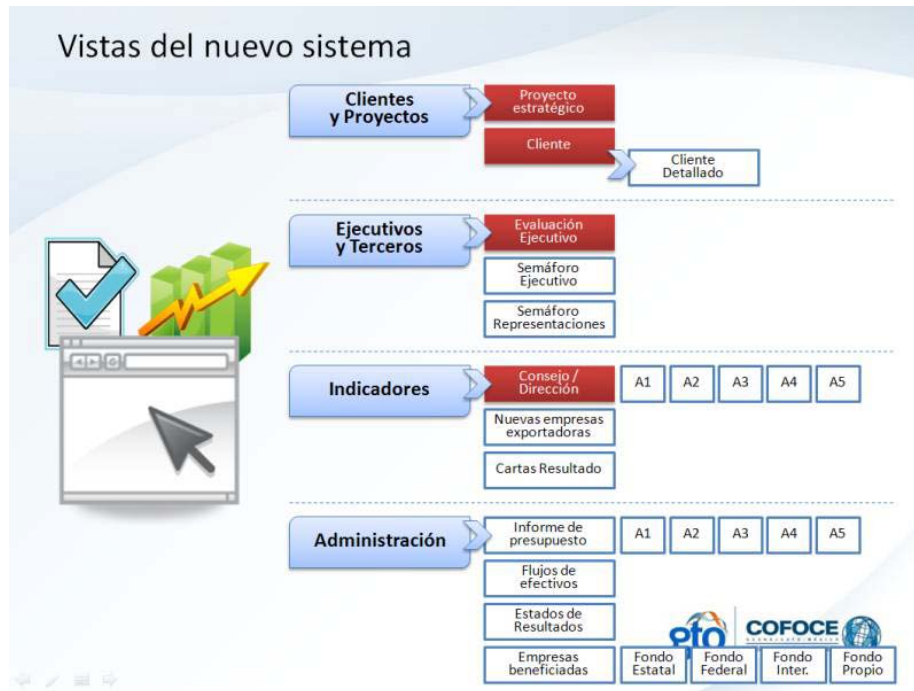 Vistas del nuevo sistema
Clientes
y Proyectos
Proyecto
estratégico
Cliente
Cliente
Detallado
Ejecutivos
y Terceros
Evaluación
Ejecutivo
Semáforo
Ejecutivo
Semáforo
Representaciones
Indicadores
Consejo /
Dirección
A1
A2
A3
A4
A5
Nuevas empresas
exportadoras
Cartas Resultado
Administración
Informe de
presupuesto
A1
A2
A3
A4
A5
Flujos de
efectivos
Estados de
Resultados
gto
COFOCE
Empresas
beneficiadas
Fondo
Estatal
Fondo
Federal
Fondo
Inter.
Fondo
Propio